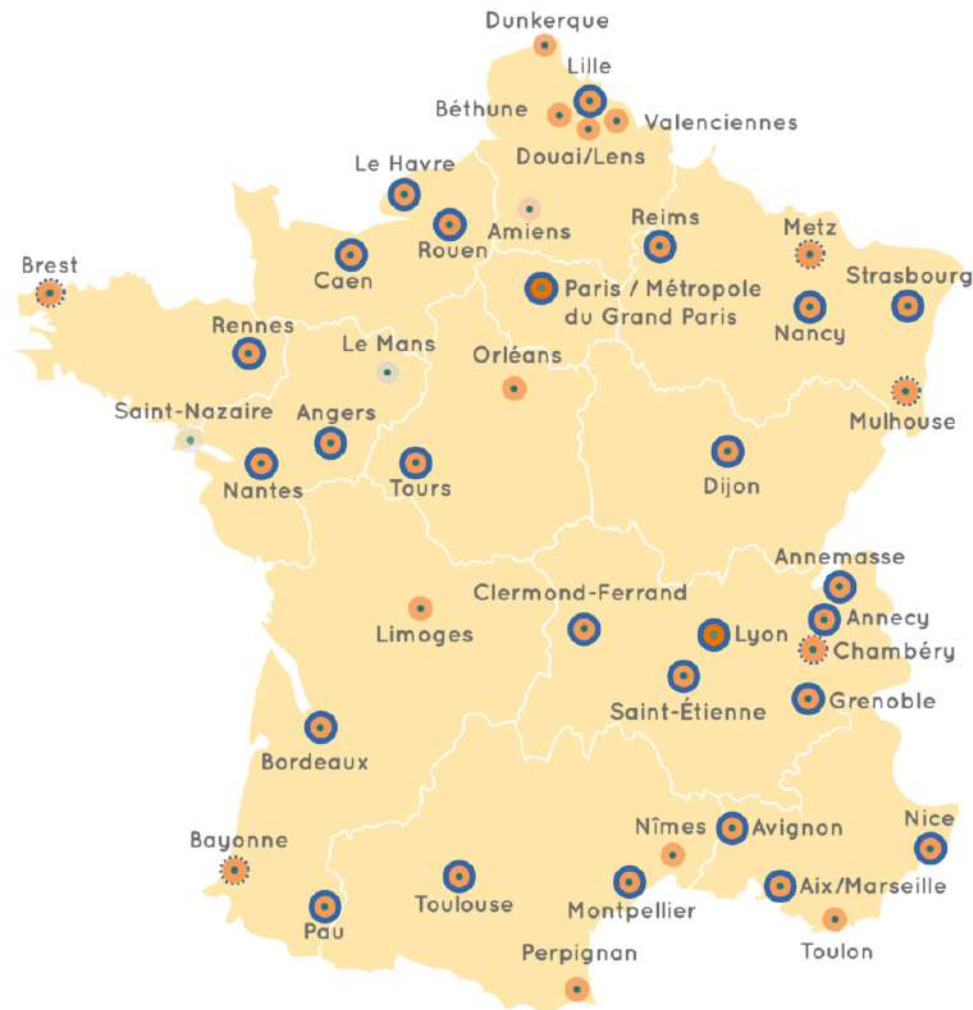 Dunkerque
Lille
Béthune
Valenciennes
Douai/Lens
Le Havre
Amiens
Reims
Metz
Rouen
Brest
Caen
Strasbourg
Paris / Métropole
du Grand Paris
Nancy
Rennes
Le Mans
Orléans
Mulhouse
Saint-Nazaire
Angers
Nantes
Tours
Dijon
Annemasse
Clermond-Ferrand
Annecy
Limoges
Lyon
Chambéry
Saint-Étienne
Grenoble
Bordeaux
Nîmes
Avignon
Nice
Bayonne
Toulouse
Montpellier
Aix/Marseille
Pau
Perpignan
Toulon